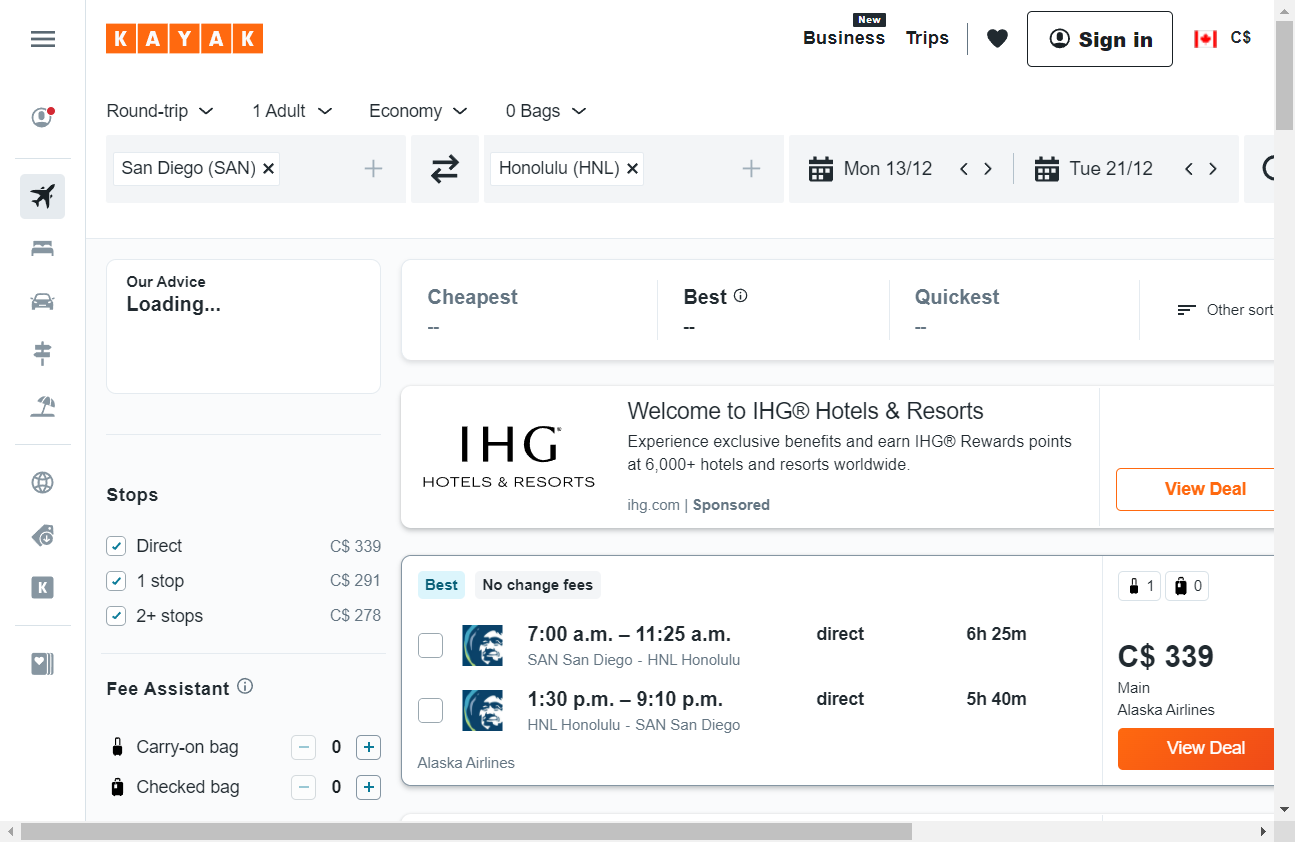 KAYAK
New
Business
Trips
Sign in
C$
Round-trip
1 Adult
Economy
0 Bags
San Diego (SAN)
Honolulu (HNL)
Mon 13/12
Tue 21/12
Our Advice
Loading...
Cheapest
--
Best
--
Quickest
--
Other sort
IHG®
HOTELS & RESORTS
Welcome to IHG® Hotels & Resorts
Experience exclusive benefits and earn IHG® Rewards points
at 6,000+ hotels and resorts worldwide.
ihg.com | Sponsored
View Deal
Stops
Direct C$ 339
1 stop C$ 291
2+ stops C$ 278
Fee Assistant
Carry-on bag 0
Checked bag 0
K
Best No change fees
7:00 a.m. – 11:25 a.m. direct 6h 25m
SAN San Diego - HNL Honolulu
1:30 p.m. – 9:10 p.m. direct 5h 40m
HNL Honolulu - SAN San Diego
Alaska Airlines
1 0
C$ 339
Main
Alaska Airlines
View Deal